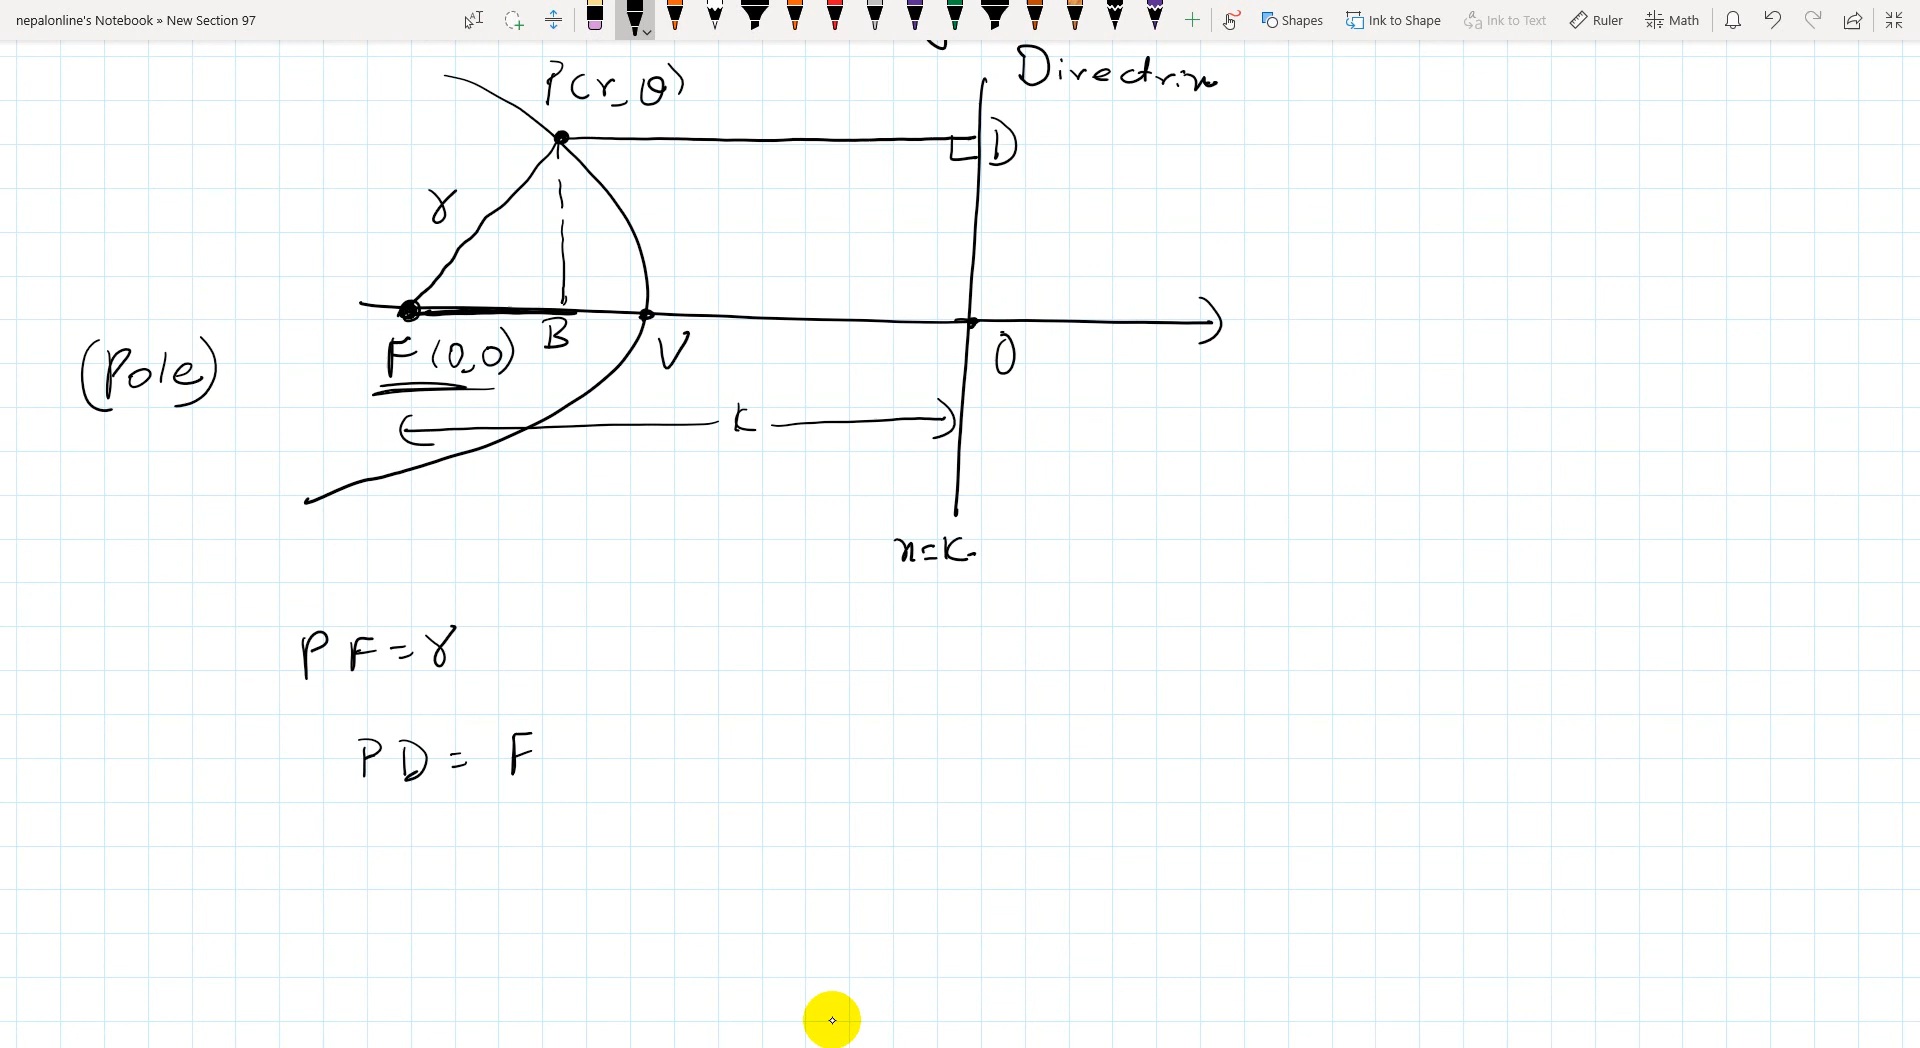 nepalonline's Notebook » New Section 97
Shapes
Ink to Shape
Ink to Text
Ruler
Math
Directrix
P(r, θ)
D
r
B
V
O
F(0,0)
(Pole)
K
x=K
PF=r
PD= F